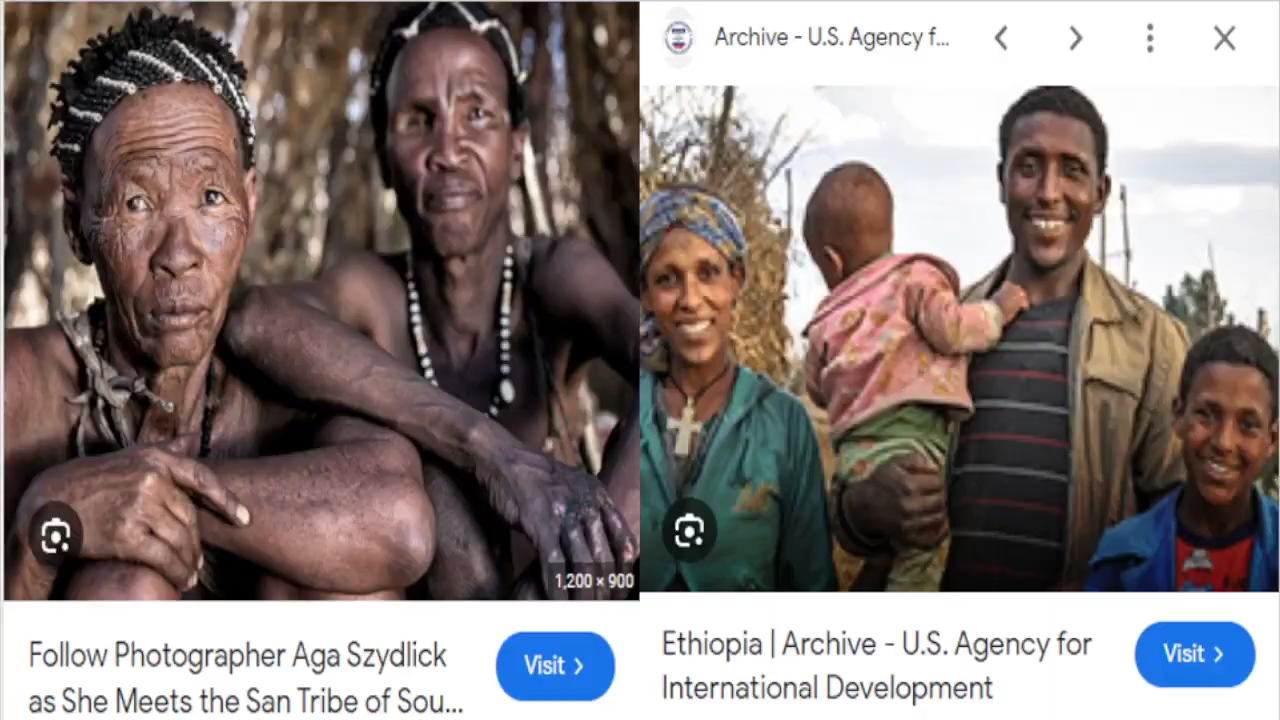 Archive - U.S. Agency f...
1,200 × 900
Follow Photographer Aga Szydlick
as She Meets the San Tribe of Sou...
Visit >
Ethiopia | Archive - U.S. Agency for
International Development
Visit >